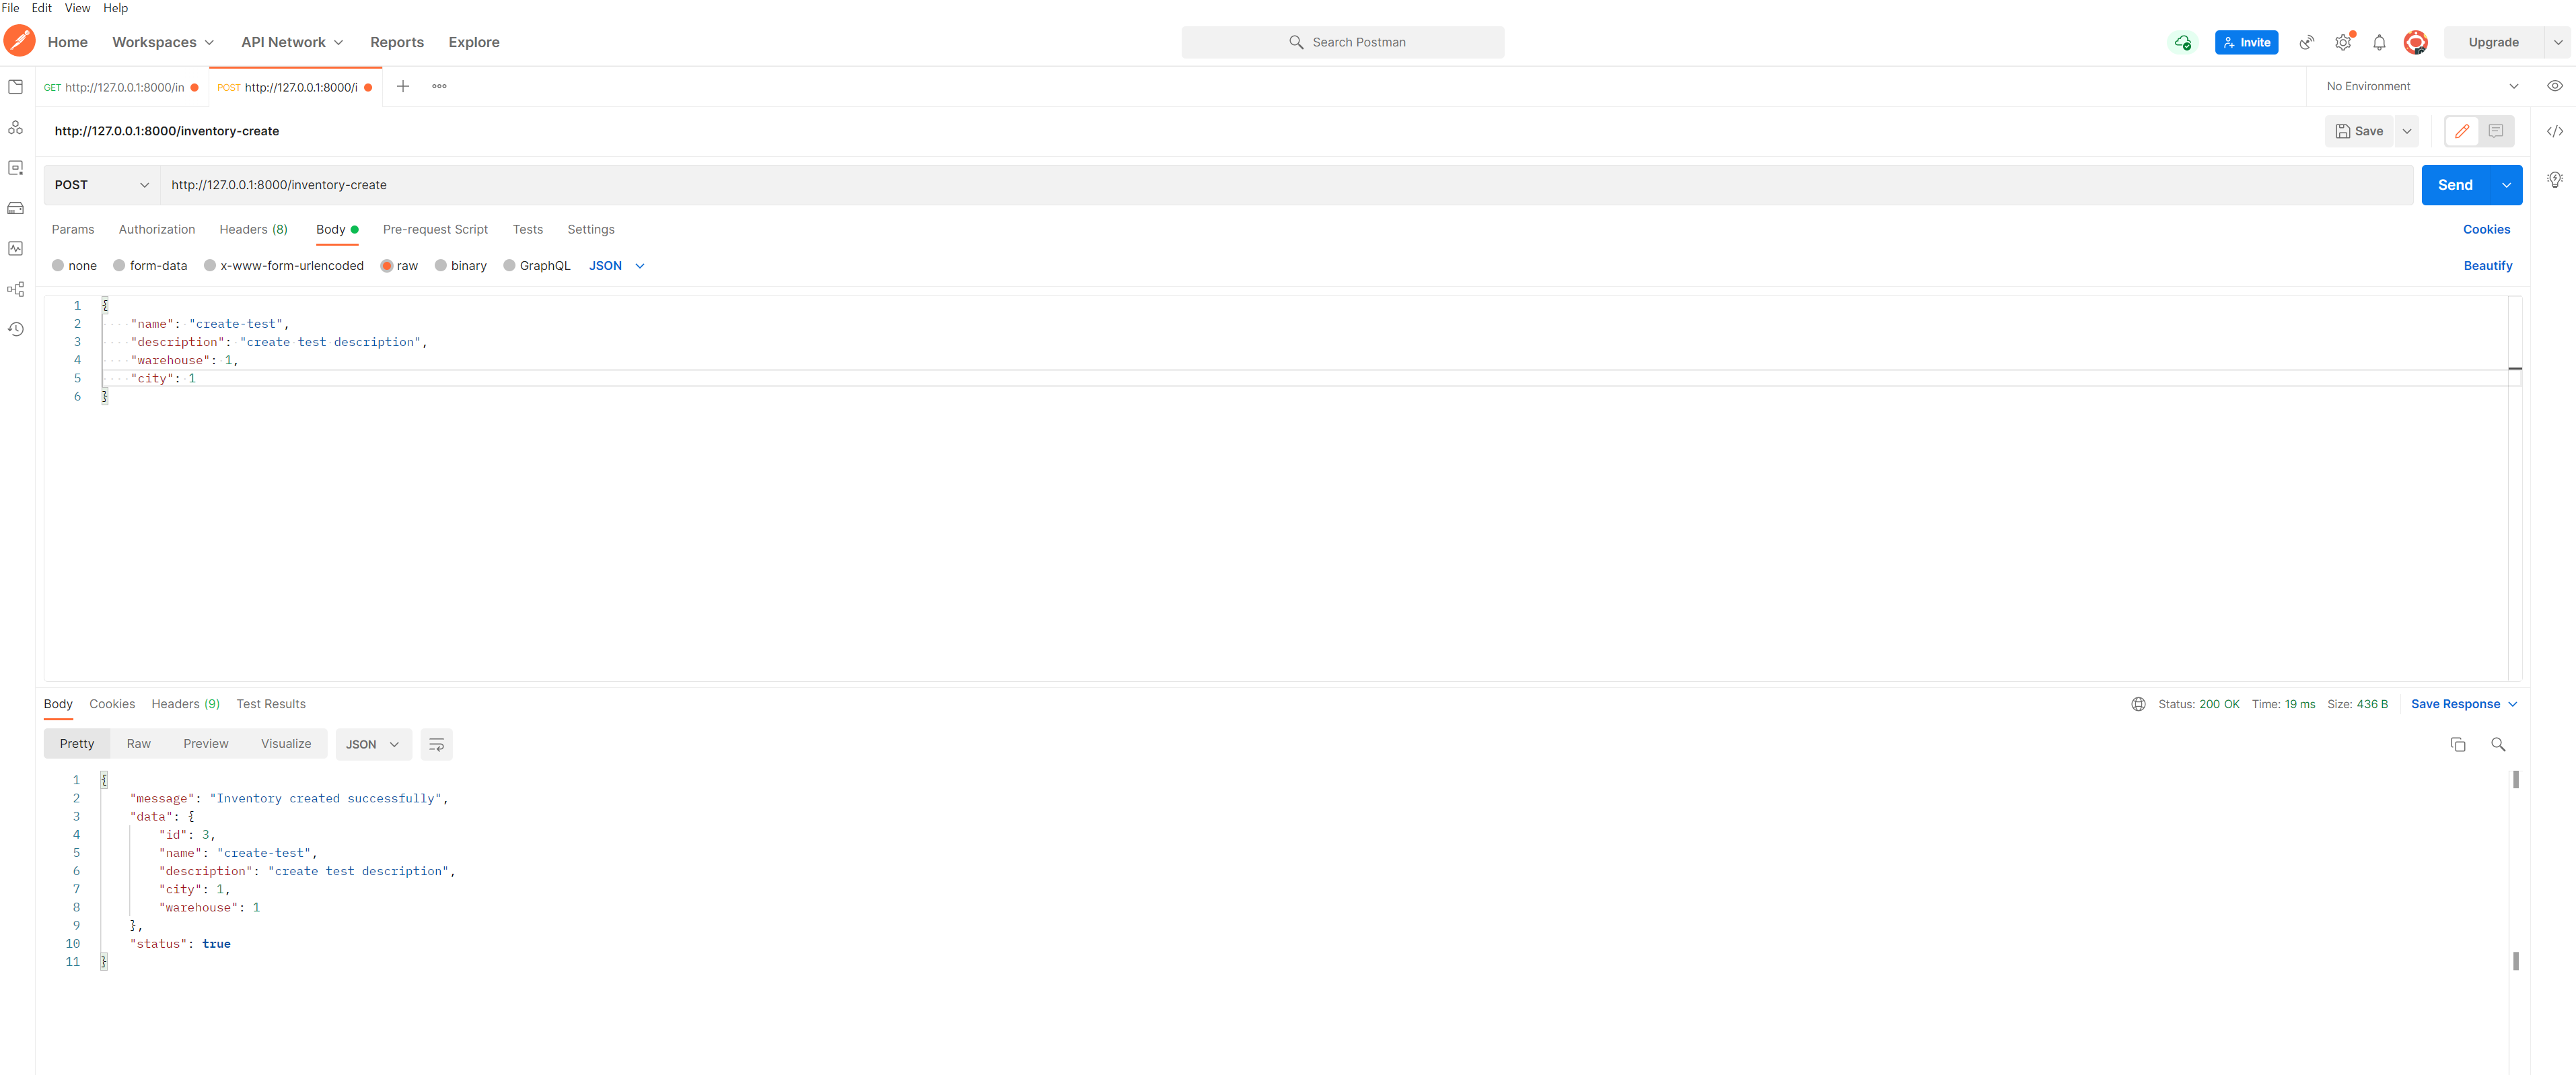 File Edit View Help
Home Workspaces API Network Reports Explore Search Postman Invite Upgrade
GET http://127.0.0.1:8000/in POST http://127.0.0.1:8000/i No Environment
http://127.0.0.1:8000/inventory-create Save
POST http://127.0.0.1:8000/inventory-create Send
Params Authorization Headers (8) Body Pre-request Script Tests Settings Cookies
none form-data x-www-form-urlencoded raw binary GraphQL JSON Beautify
1 {
2 "name": "create-test",
3 "description": "create test description",
4 "warehouse": 1,
5 "city": 1
6 }
Body Cookies Headers (9) Test Results Status: 200 OK Time: 19 ms Size: 436 B Save Response
Pretty Raw Preview Visualize JSON
1 {
2 "message": "Inventory created successfully",
3 "data": {
4 "id": 3,
5 "name": "create-test",
6 "description": "create test description",
7 "city": 1,
8 "warehouse": 1
9 },
10 "status": true
11 }